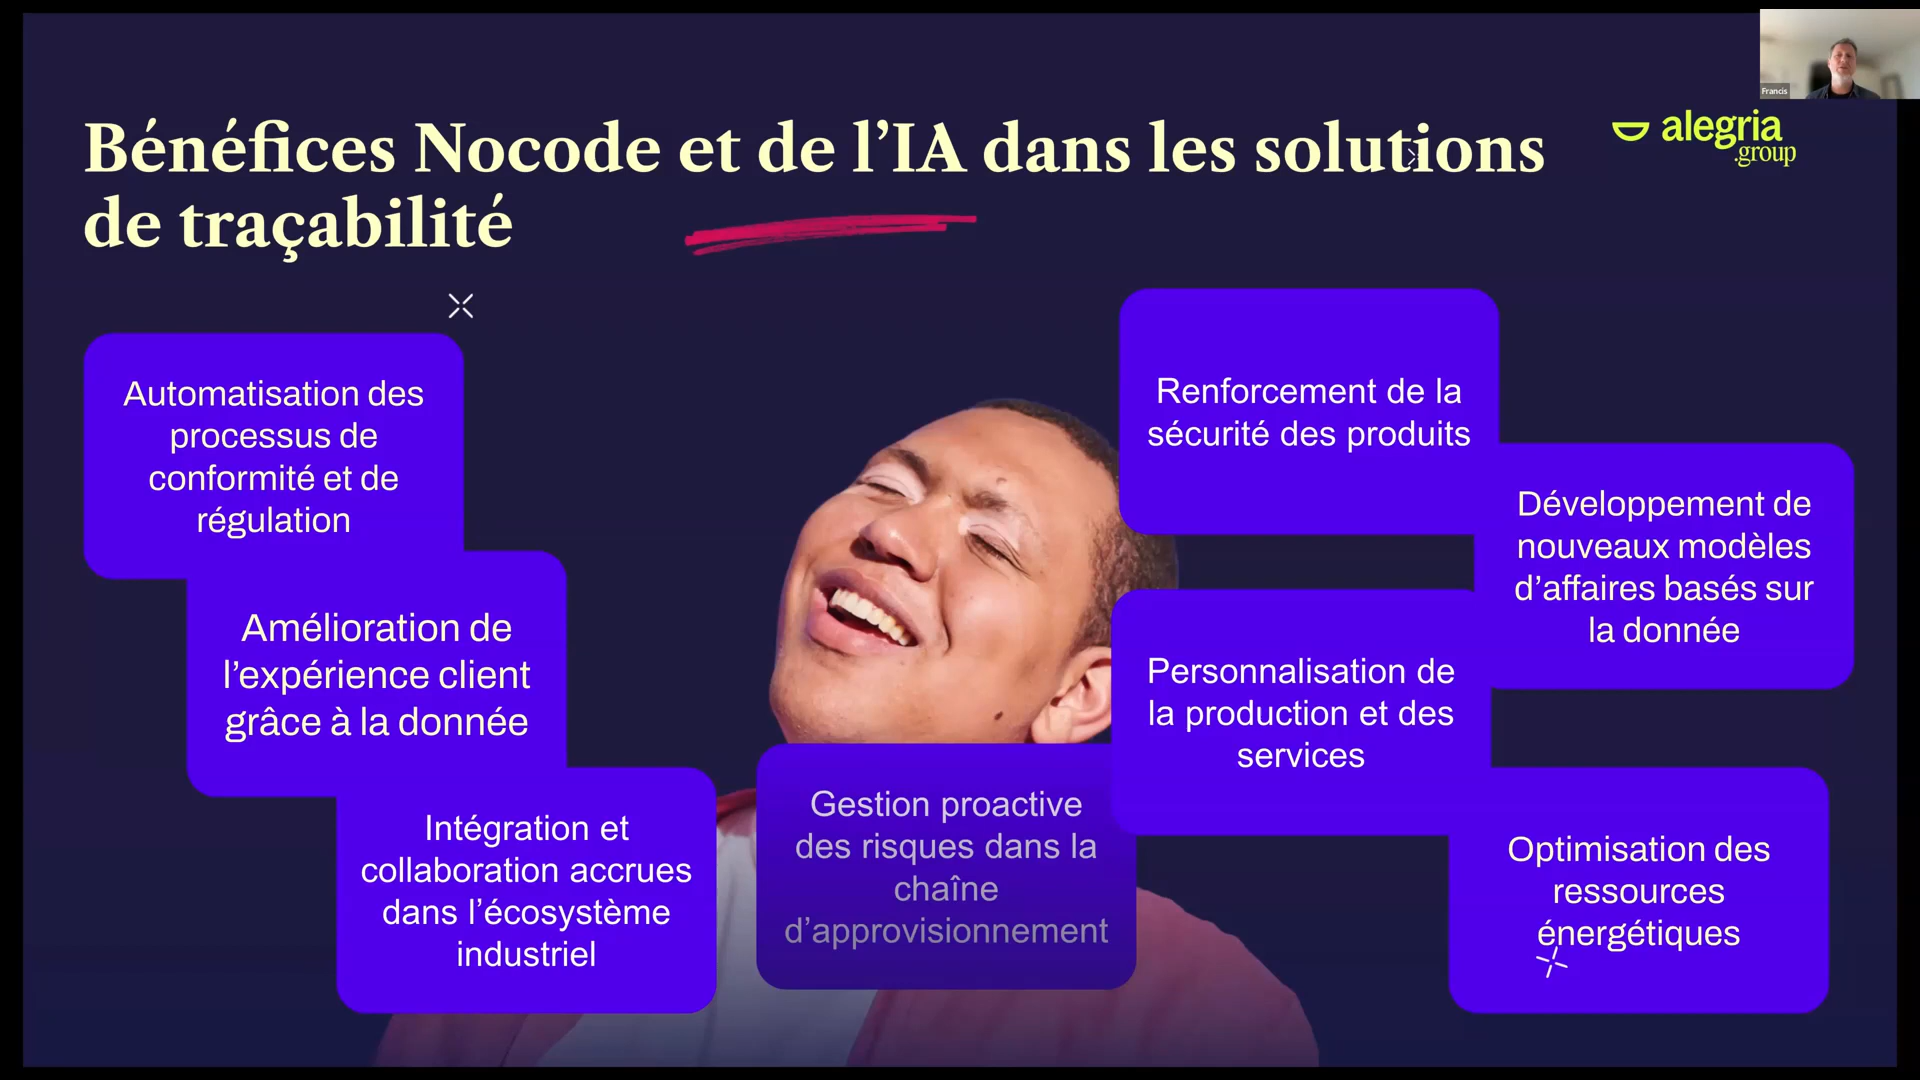 Francis
Bénéfices Nocode et de l’IA dans les solutions
de traçabilité
alegria
.group
Automatisation des
processus de
conformité et de
régulation
Amélioration de
l’expérience client
grâce à la donnée
Intégration et
collaboration accrues
dans l’écosystème
industriel
Gestion proactive
des risques dans la
chaîne
d’approvisionnement
Renforcement de la
sécurité des produits
Développement de
nouveaux modèles
d’affaires basés sur
la donnée
Personnalisation de
la production et des
services
Optimisation des
ressources
énergétiques